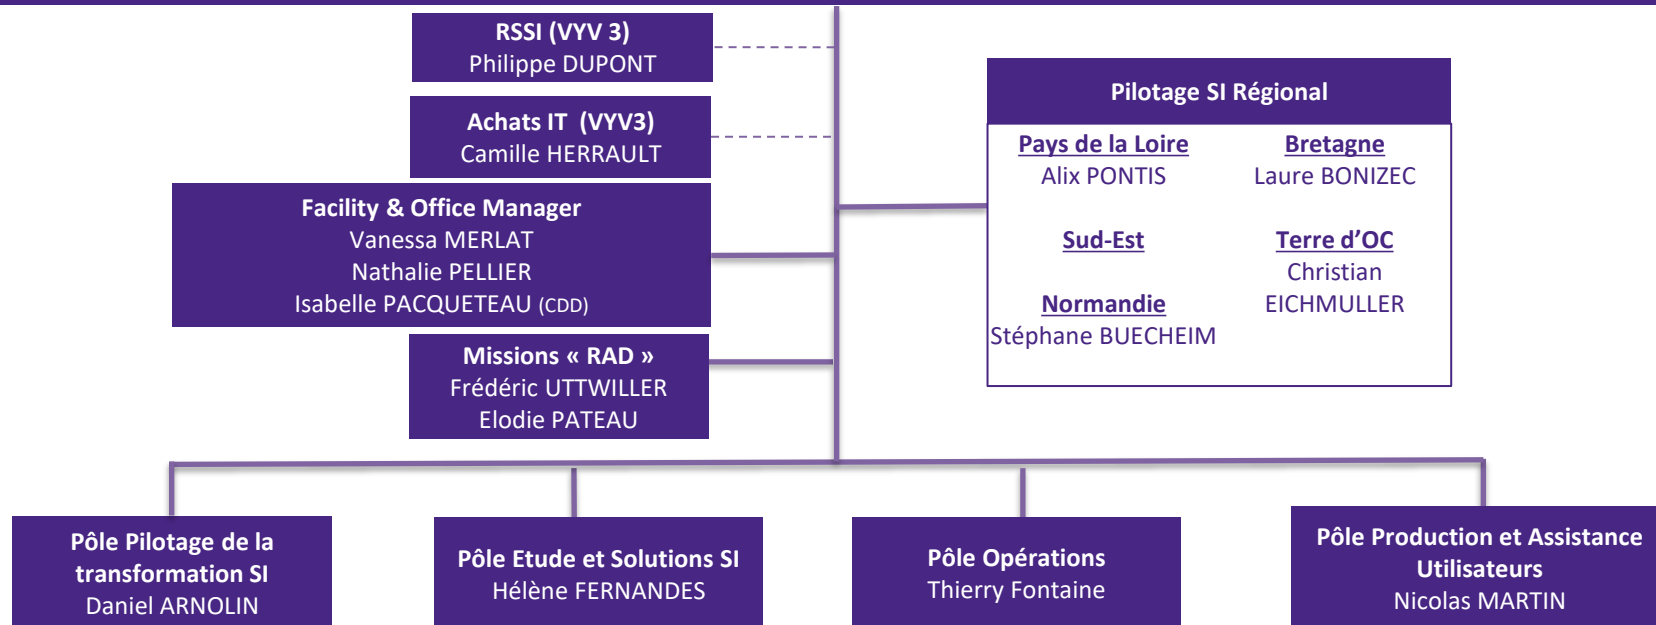 RSSI (VYV 3)
Philippe DUPONT
Achats IT  (VYV3)
Camille HERRAULT
Facility & Office Manager
Vanessa MERLAT
Nathalie PELLIER
Isabelle PACQUETEAU (CDD)
Missions « RAD »
Frédéric UTTWILLER
Elodie PATEAU
Pilotage SI Régional
Pays de la Loire
Alix PONTIS
Sud-Est
Normandie
Stéphane BUECHEIM
Bretagne
Laure BONIZEC
Terre d’OC
Christian
EICHMULLER
Pôle Pilotage de la
transformation SI
Daniel ARNOLIN
Pôle Etude et Solutions SI
Hélène FERNANDES
Pôle Opérations
Thierry Fontaine
Pôle Production et Assistance
Utilisateurs
Nicolas MARTIN